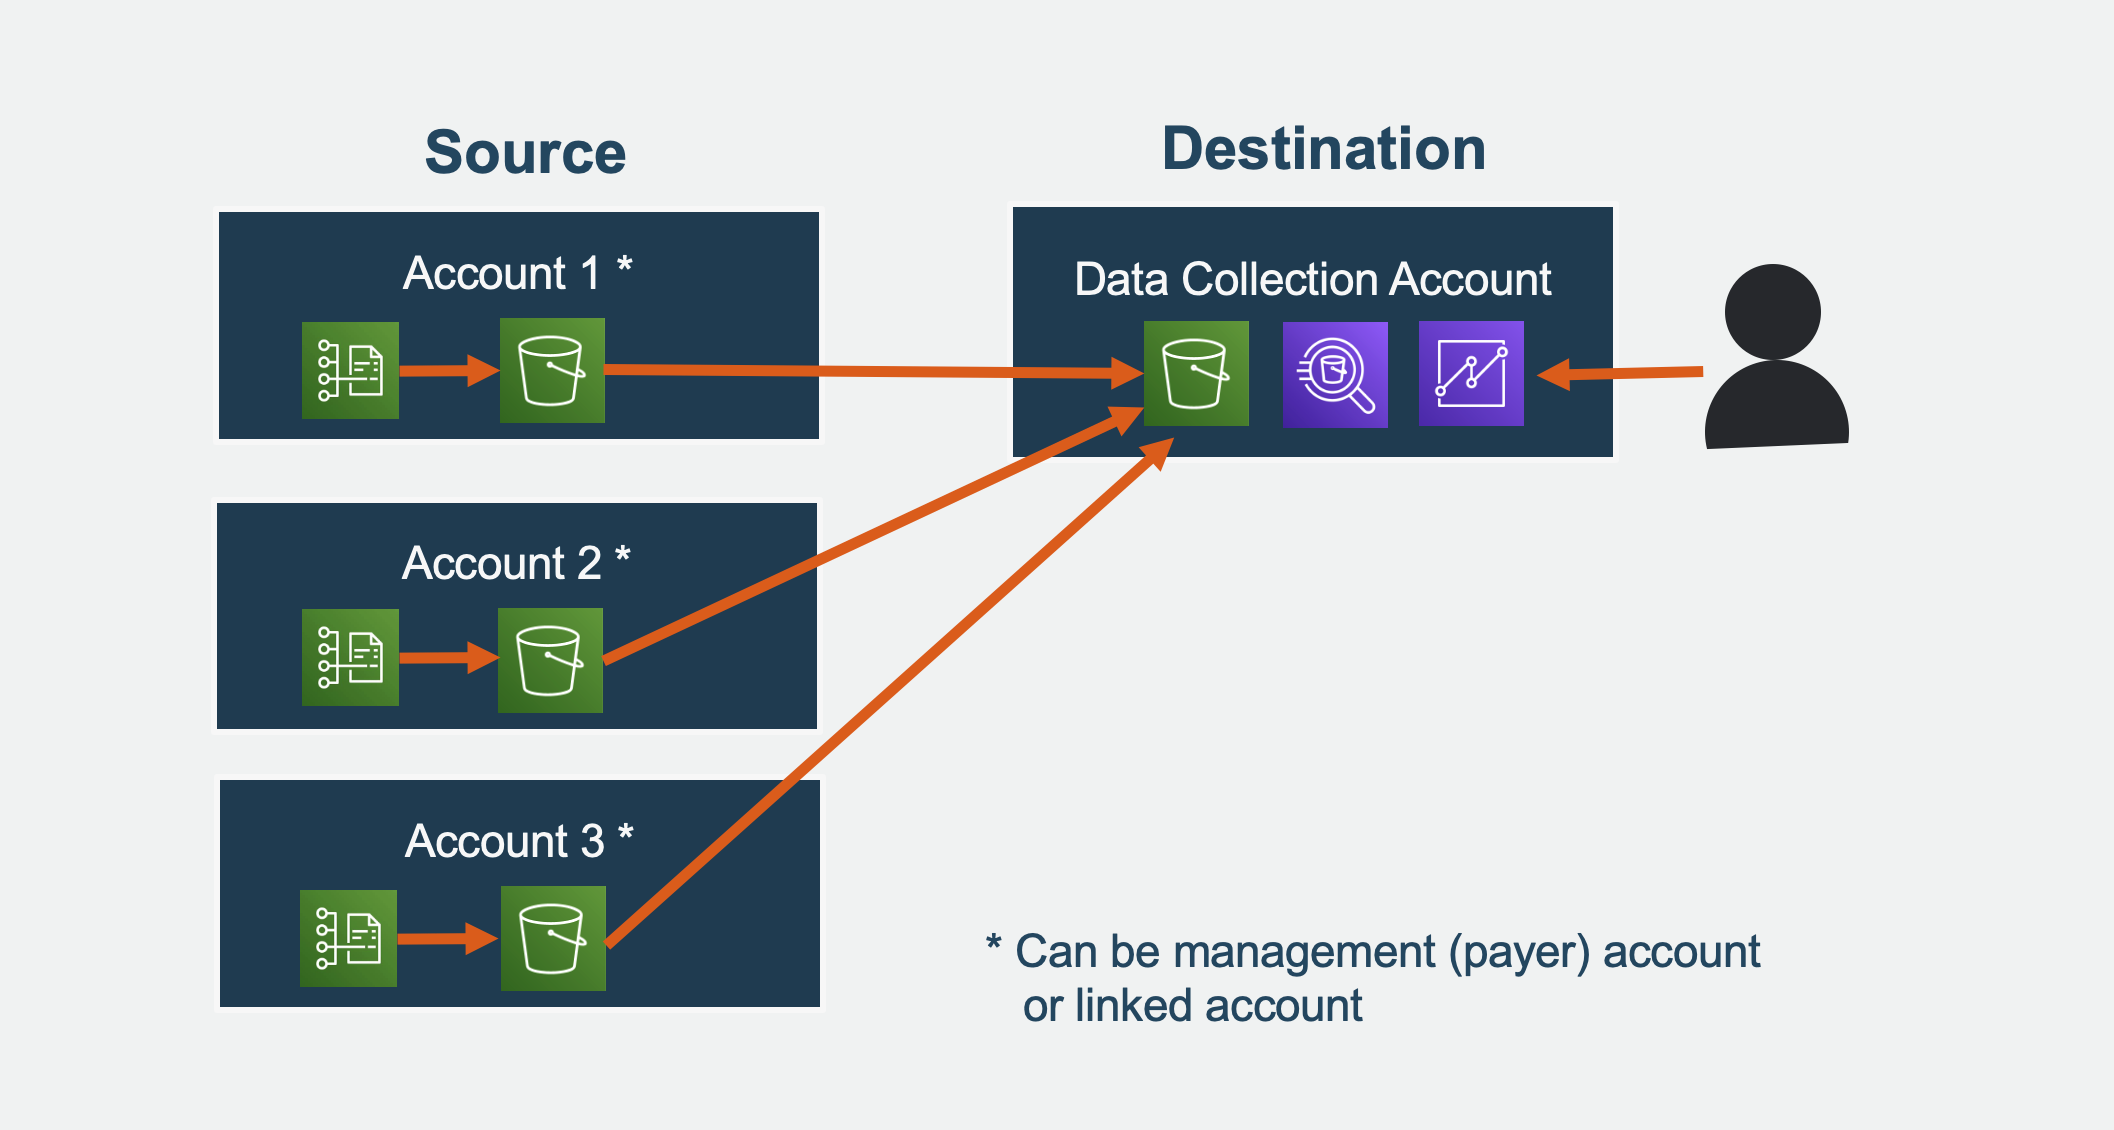 Source
Destination
Account 1 *
Data Collection Account
Account 2 *
Account 3 *
* Can be management (payer) account
or linked account